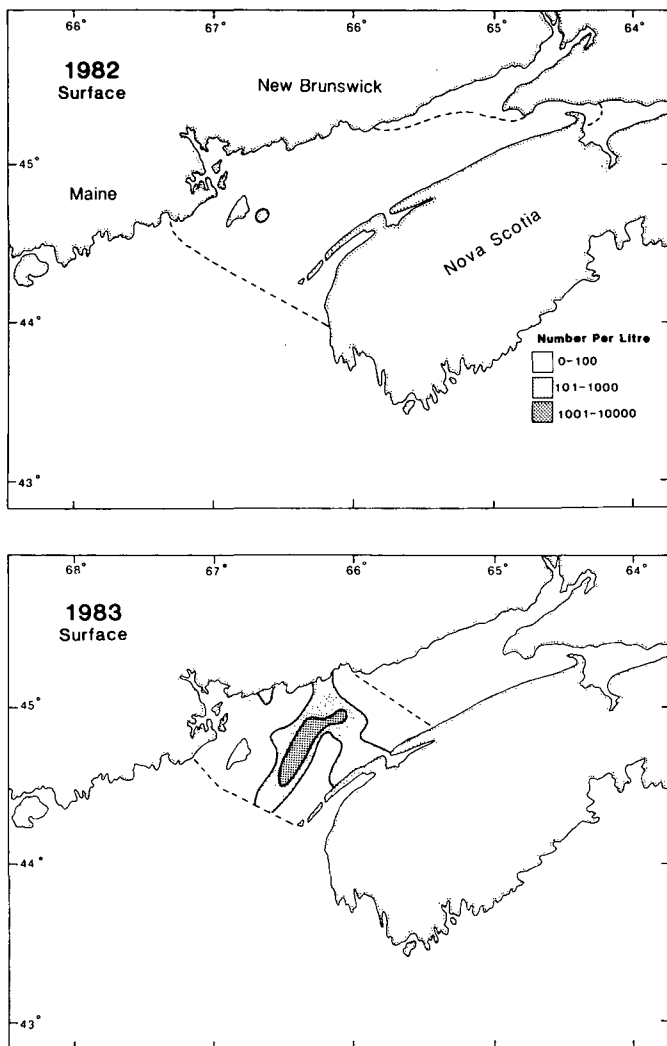 68° 67° 66° 65° 64°
1982
Surface
New Brunswick
45°
Maine
Nova Scotia
44°
Number Per Litre
0-100
101-1000
1001-10000
43°
68° 67° 66° 65° 64°
1983
Surface
45°
44°
43°